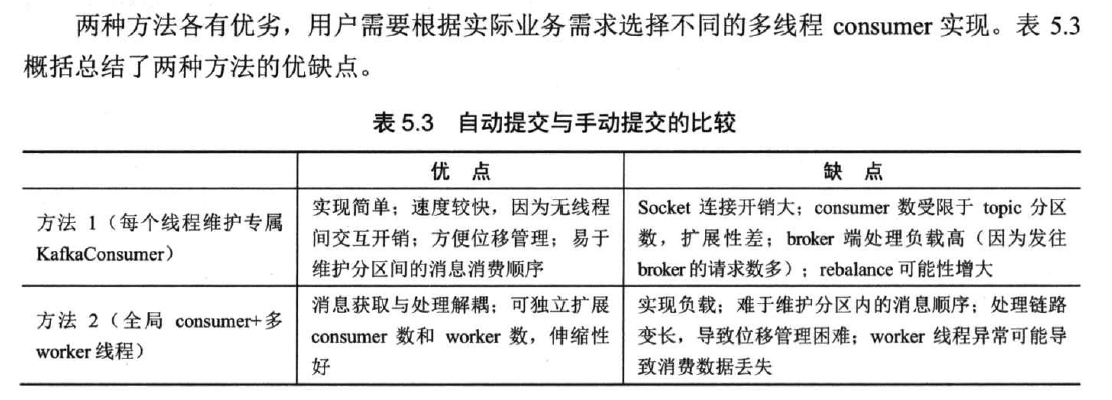 两种方法各有优劣，用户需要根据实际业务需求选择不同的多线程 consumer 实现。表 5.3
概括总结了两种方法的优缺点。
表 5.3 自动提交与手动提交的比较
优 点
缺 点
方法 1（每个线程维护专属
KafkaConsumer）
实现简单；速度较快，因为无线程
间交互开销；方便位移管理；易于
维护分区间的消息消费顺序
Socket 连接开销大；consumer 数受限于 topic 分区
数，扩展性差；broker 端处理负载高（因为发往
broker 的请求数多）；rebalance 可能性增大
方法 2（全局 consumer+多
worker 线程）
消息获取与处理解耦；可独立扩展
consumer 数和 worker 数，伸缩性
好
实现负载；难于维护分区内的消息顺序；处理链路
变长，导致位移管理困难；worker 线程异常可能导
致消费数据丢失